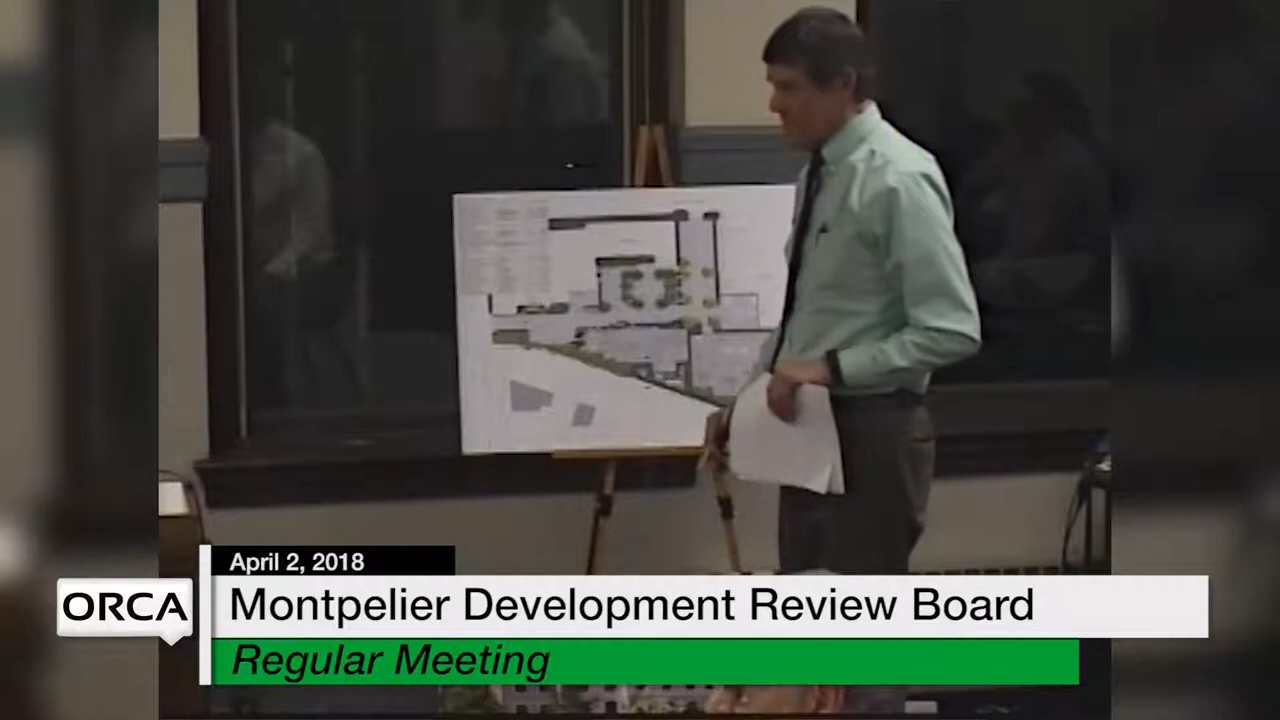 April 2, 2018
ORCA
Montpelier Development Review Board
Regular Meeting